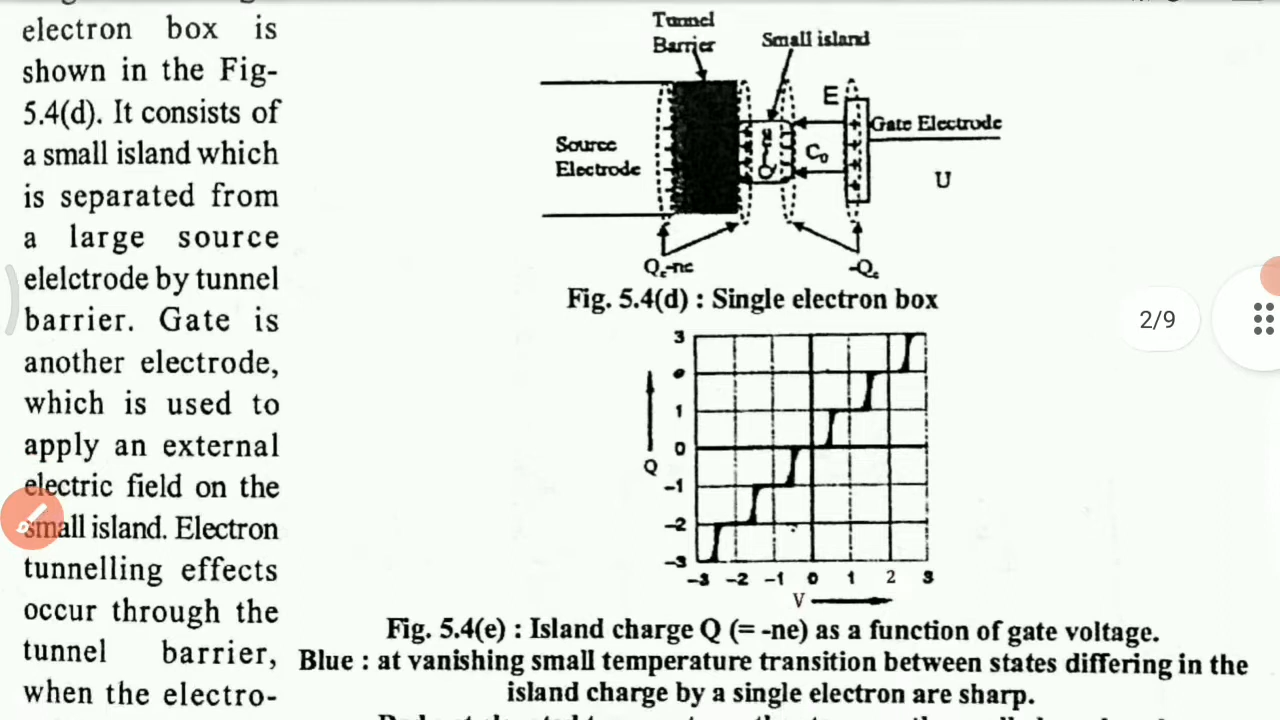 electron box is
shown in the Fig-
5.4(d). It consists of
a small island which
is separated from
a large source
elelctrode by tunnel
barrier. Gate is
another electrode,
which is used to
apply an external
electric field on the
small island. Electron
tunnelling effects
occur through the
tunnel barrier,
when the electro-
Tunnel
Barrier
Small island
Source
Electrode
E
C₀
Gate Electrode
U
Qₑ-ne
-Qₑ
Fig. 5.4(d) : Single electron box
3
1
0
-1
-2
-3
Q
-3 -2 -1 0 1 2 3
V
Fig. 5.4(e) : Island charge Q (= -ne) as a function of gate voltage.
Blue : at vanishing small temperature transition between states differing in the
island charge by a single electron are sharp.
2/9